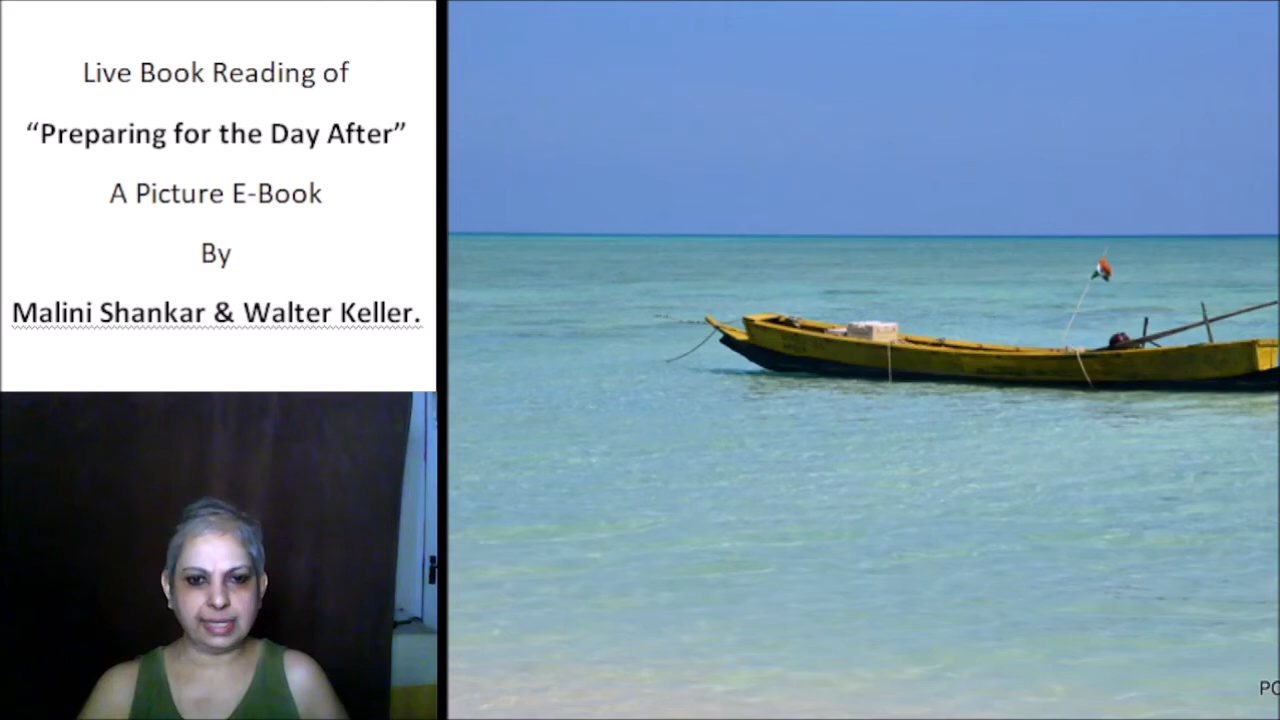 Live Book Reading of
“Preparing for the Day After”
A Picture E-Book
By
Malini Shankar & Walter Keller.